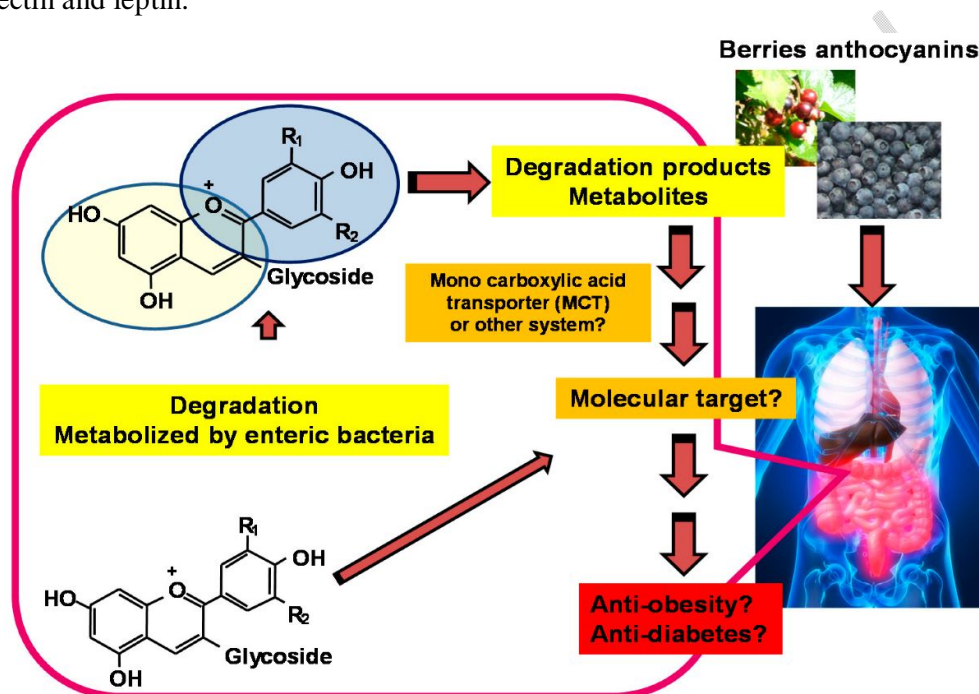 ectin and leptin.
Berries anthocyanins
R1
OH
+
O
HO
R2
Glycoside
OH
Degradation products
Metabolites
Mono carboxylic acid
transporter (MCT)
or other system?
Degradation
Metabolized by enteric bacteria
Molecular target?
R1
OH
+
O
HO
R2
Glycoside
OH
Anti-obesity?
Anti-diabetes?